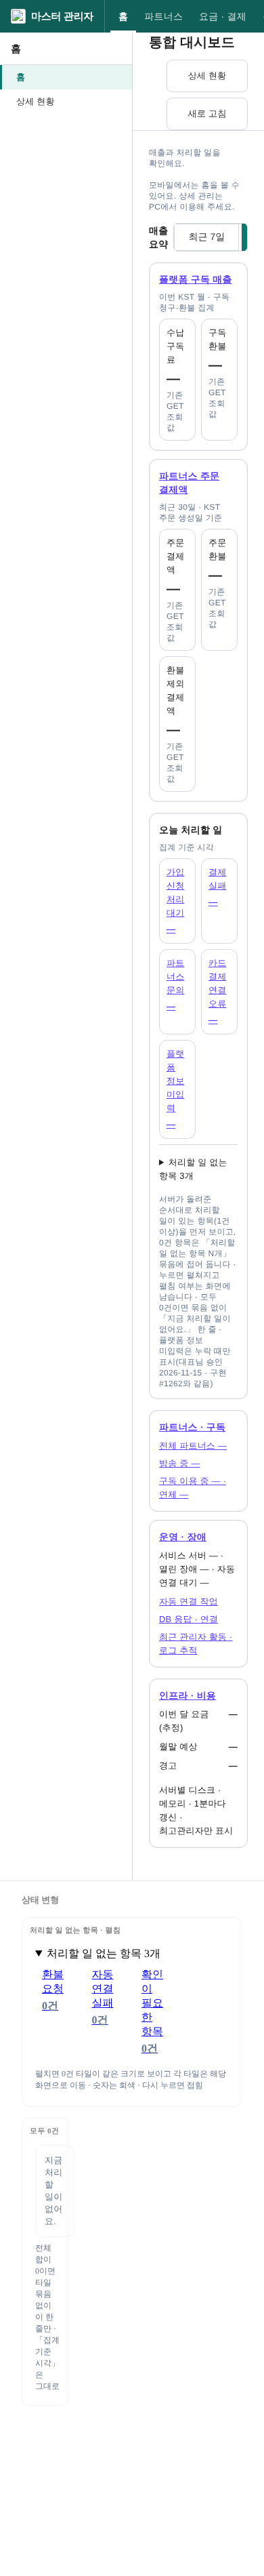 마스터 관리자
홈
파트너스
요금 · 결제
홈
홈
상세 현황
통합 대시보드
상세 현황
새로 고침
매출과 처리할 일을
확인해요.
모바일에서는 홈을 볼 수
있어요. 상세 관리는
PC에서 이용해 주세요.
매출
요약
최근 7일
플랫폼 구독 매출
이번 KST 월 · 구독
청구·환불 집계
수납
구독
료
—
기존
GET
조회
값
구독
환불
—
기존
GET
조회
값
파트너스 주문
결제액
최근 30일 · KST
주문 생성일 기준
주문
결제
액
—
기존
GET
조회
값
주문
환불
—
기존
GET
조회
값
환불
제외
결제
액
—
기존
GET
조회
값
오늘 처리할 일
집계 기준 시각
가입
신청
처리
대기
—
결제
실패
—
파트
너스
문의
—
카드
결제
연결
오류
—
플랫
폼
정보
미입
력
—
▶ 처리할 일 없는
항목 3개
서버가 돌려준
순서대로 처리할
일이 있는 항목(1건
이상)을 먼저 보이고,
0건 항목은 「처리할
일 없는 항목 N개」
묶음에 접어 둡니다 ·
누르면 펼쳐지고
펼침 여부는 화면에
남습니다 · 모두
0건이면 묶음 없이
「지금 처리할 일이
없어요.」 한 줄 ·
플랫폼 정보
미입력은 누락 때만
표시(대표님 승인
2026-11-15 · 구현
#1262와 같음)
파트너스 · 구독
전체 파트너스 —
방송 중 —
구독 이용 중 — ·
연체 —
운영 · 장애
서비스 서버 — ·
열린 장애 — · 자동
연결 대기 —
자동 연결 작업
DB 응답 · 연결
최근 관리자 활동 ·
로그 추적
인프라 · 비용
이번 달 요금 —
(추정)
월말 예상 —
경고 —
서버별 디스크 ·
메모리 · 1분마다
갱신 ·
최고관리자만 표시
상태 변형
처리할 일 없는 항목 · 펼침
▼ 처리할 일 없는 항목 3개
환불
요청
0건
자동
연결
실패
0건
확인
이
필요
한
항목
0건
펼치면 0건 타일이 같은 크기로 보이고 각 타일은 해당
화면으로 이동 · 숫자는 회색 · 다시 누르면 접힘
모두 0건
지금
처리
할
일이
없어
요.
전체
합이
0이면
타일
묶음
없이
이 한
줄만 ·
「집계
기준
시각」
은
그대로